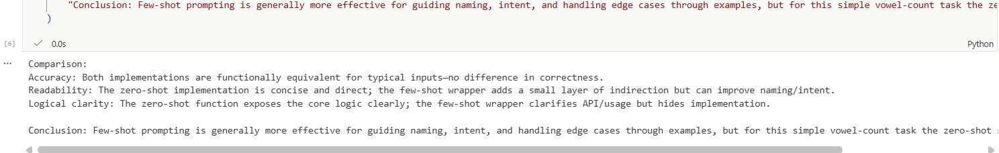 "Conclusion: Few-shot prompting is generally more effective for guiding naming, intent, and handling edge cases through examples, but for this simple vowel-count task the
)
[6] 0.0s Python
...
Comparison:
Accuracy: Both implementations are functionally equivalent for typical inputs—no difference in correctness.
Readability: The zero-shot implementation is concise and direct; the few-shot wrapper adds a small layer of indirection but can improve naming/intent.
Logical clarity: The zero-shot function exposes the core logic clearly; the few-shot wrapper clarifies API/usage but hides implementation.
Conclusion: Few-shot prompting is generally more effective for guiding naming, intent, and handling edge cases through examples, but for this simple vowel-count task the zero-shot